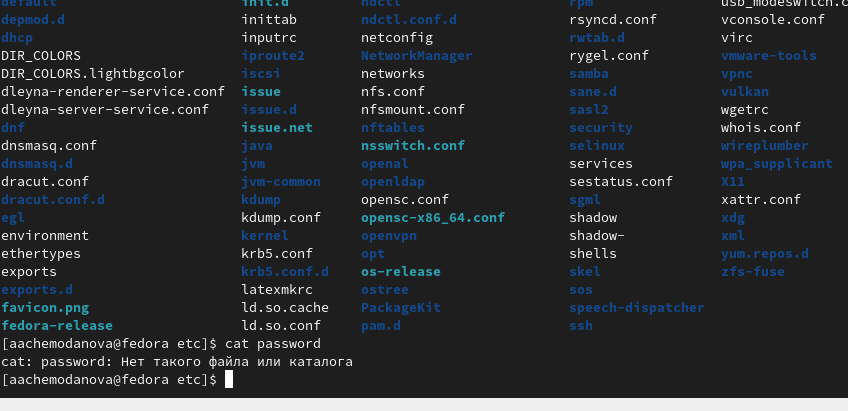 default init.d ndctl rpm usb_modeswitch.c
depmod.d inittab ndctl.conf.d rsyncd.conf vconsole.conf
dhcp inputrc netconfig rwtab.d virc
DIR_COLORS iproute2 NetworkManager rygel.conf vmware-tools
DIR_COLORS.lightbgcolor iscsi networks samba vpnc
dleyna-renderer-service.conf issue nfs.conf sane.d vulkan
dleyna-server-service.conf issue.d nfsmount.conf sasl2 wgetrc
dnf issue.net nftables security whois.conf
dnsmasq.conf java nsswitch.conf selinux wireplumber
dnsmasq.d jvm openal services wpa_supplicant
dracut.conf jvm-common openldap sestatus.conf X11
dracut.conf.d kdump opensc.conf sgml xattr.conf
egl kdump.conf opensc-x86_64.conf shadow xdg
environment kernel openvpn shadow- xml
ethertypes krb5.conf opt shells yum.repos.d
exports krb5.conf.d os-release skel zfs-fuse
exports.d latexmkrc ostree sos
favicon.png ld.so.cache PackageKit speech-dispatcher
fedora-release ld.so.conf pam.d ssh
[aachemodanova@fedora etc]$ cat password
cat: password: Нет такого файла или каталога
[aachemodanova@fedora etc]$